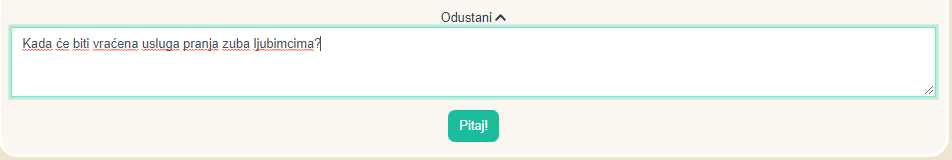 Odustani
Kada će biti vraćena usluga pranja zuba ljubimcima?
Pitaj!